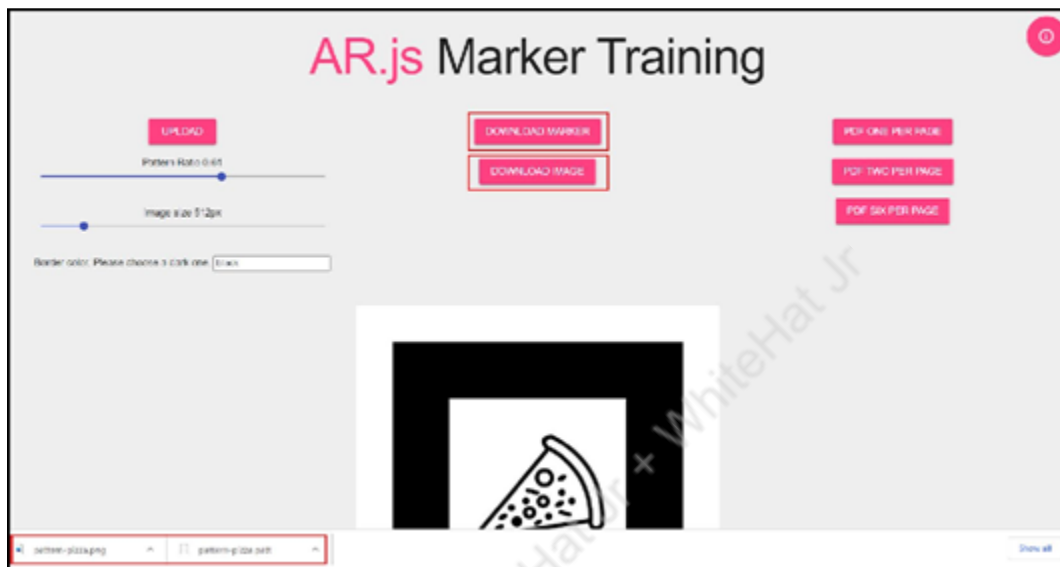 AR.js Marker Training
UPLOAD
Pattern Ratio 0.61
Image size 512px
Border color. Please choose a dark one.
black
DOWNLOAD MARKER
DOWNLOAD IMAGE
PDF ONE PER PAGE
PDF TWO PER PAGE
PDF SIX PER PAGE
Jr × WhiteHat Jr
pattern-pizza.png
pattern-pizza.patt
Show all